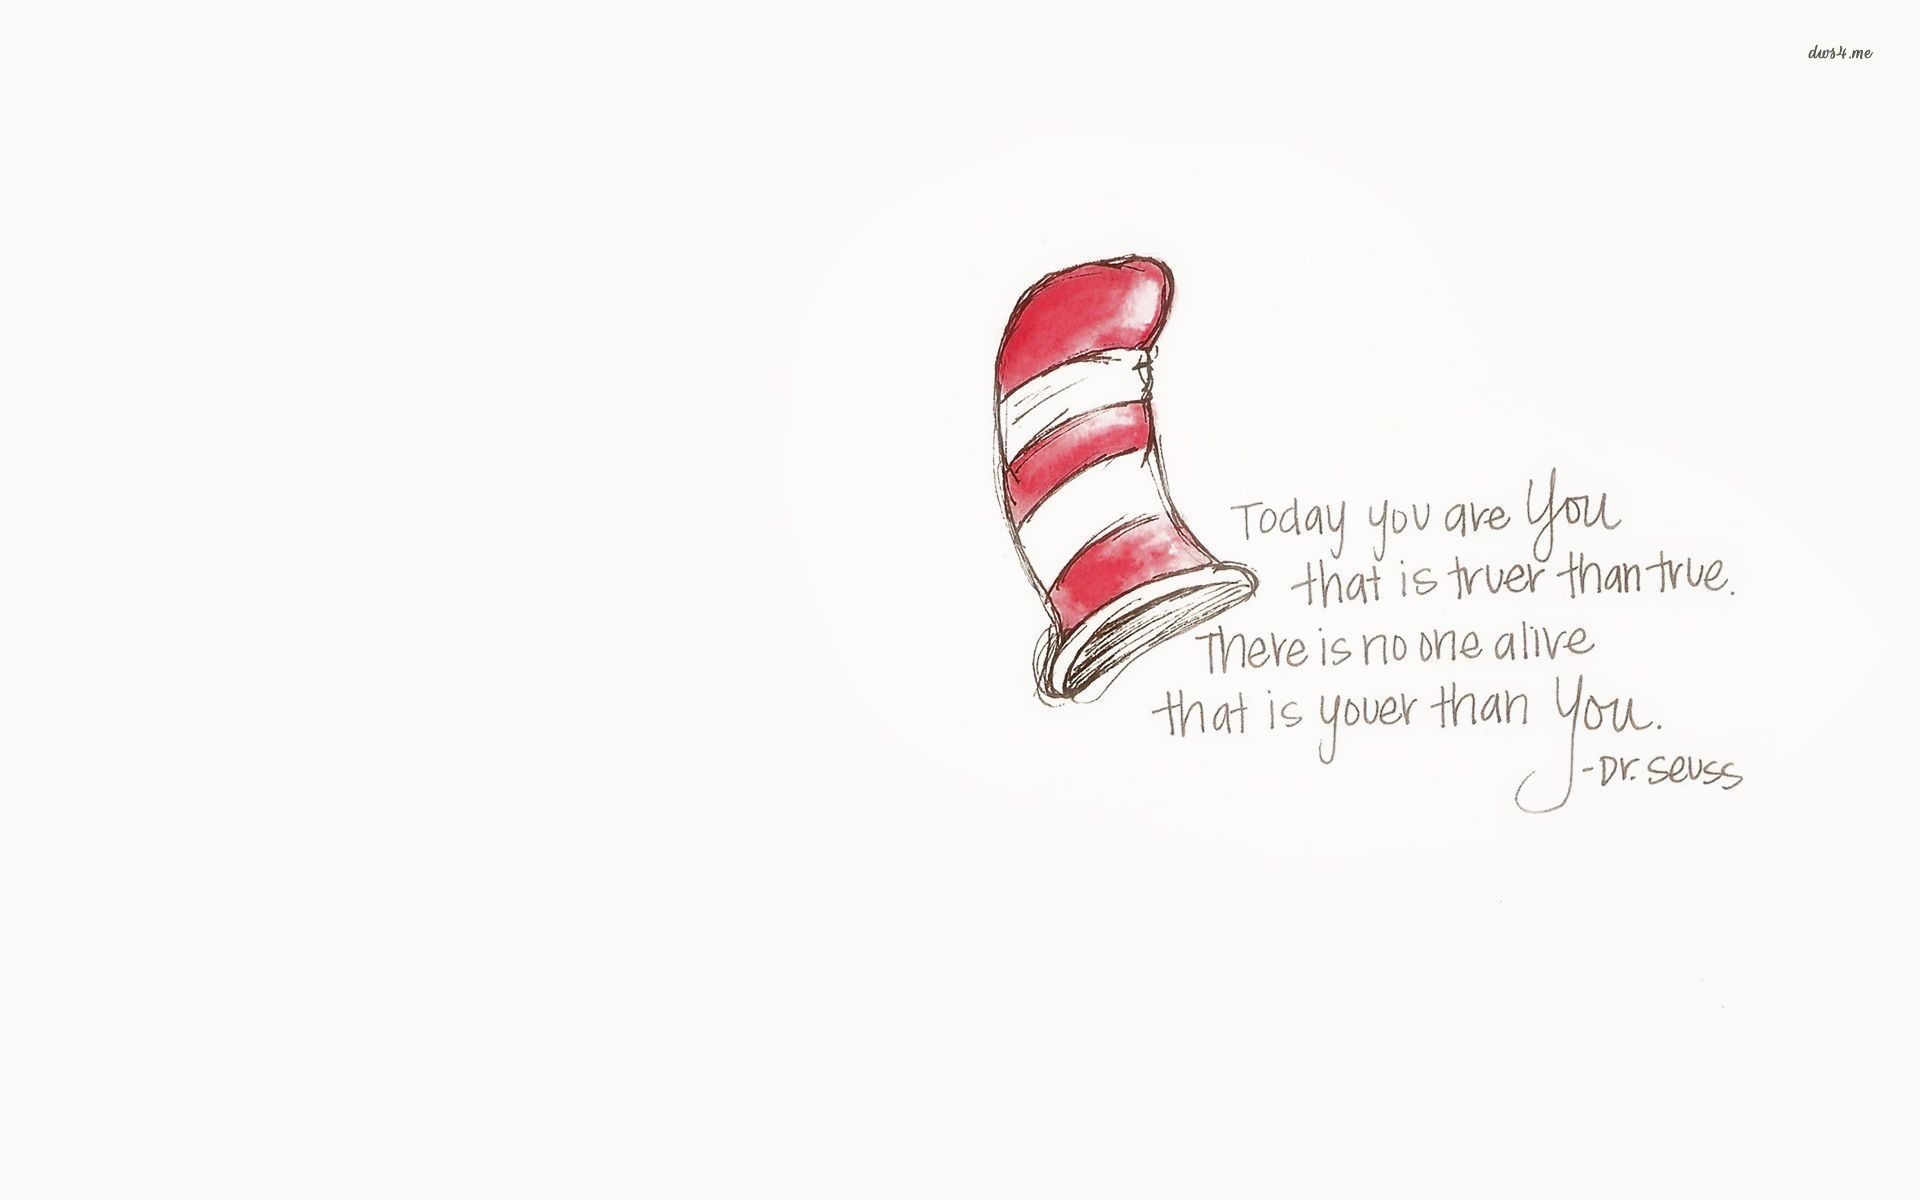 dws4.me
Today you are You
that is truer than true.
There is no one alive
that is youer than You.
-Dr. Seuss